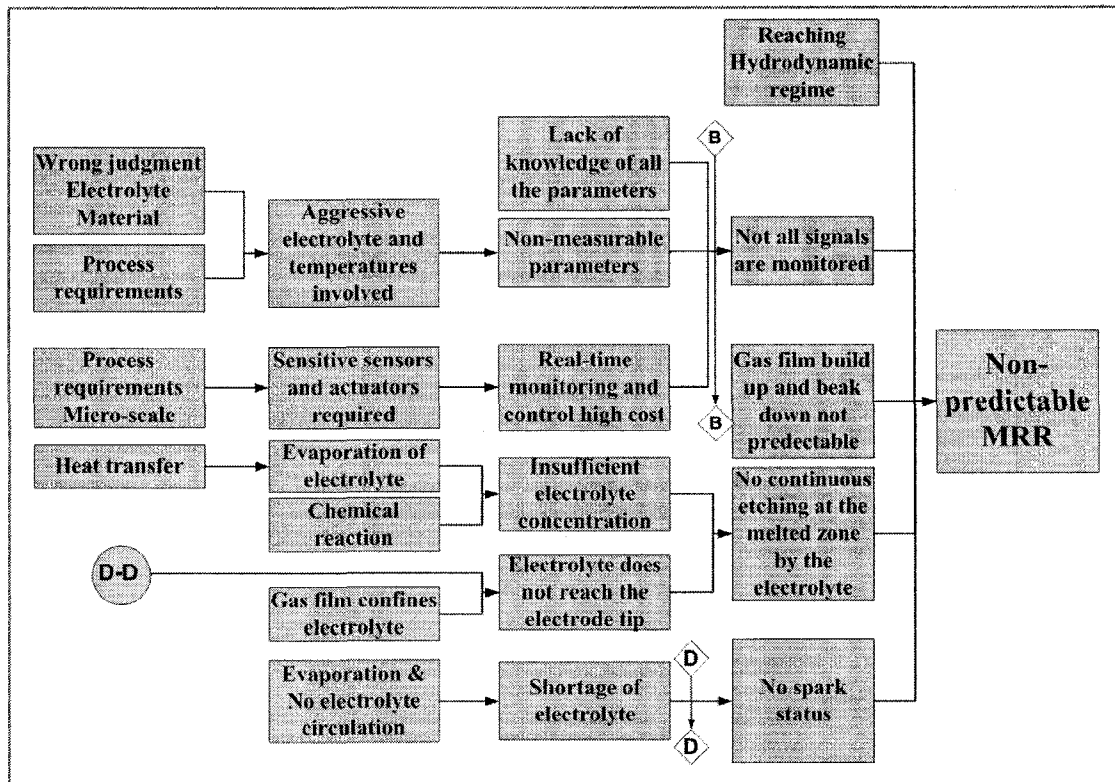 Reaching
Hydrodynamic
regime
Wrong judgment
Electrolyte
Material
Process
requirements
Aggressive
electrolyte and
temperatures
involved
Lack of
knowledge of all
the parameters
Non-measurable
parameters
B
Not all signals
are monitored
Process
requirements
Micro-scale
Sensitive sensors
and actuators
required
Real-time
monitoring and
control high cost
B
Gas film build
up and beak
down not
predectable
Non-
predictable
MRR
Heat transfer
Evaporation of
electrolyte
Chemical
reaction
Insufficient
electrolyte
concentration
No continuous
etching at the
melted zone
by the
electrolyte
D-D
Gas film confines
electrolyte
Electrolyte does
not reach the
electrode tip
Evaporation &
No electrolyte
circulation
Shortage of
electrolyte
D
D
No spark
status